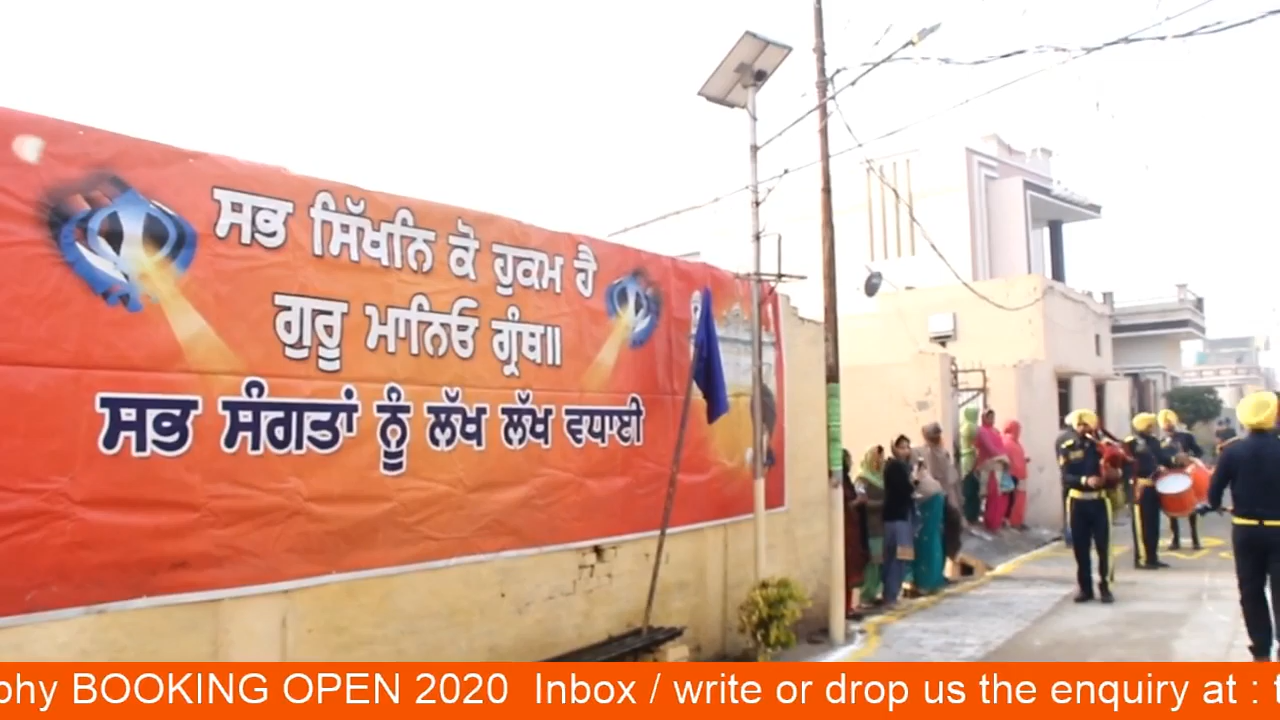 ਸਭ ਸਿੱਖਨਿ ਕੋ ਹੁਕਮ ਹੈ
ਗੁਰੂ ਮਾਨਿਓ ਗ੍ਰੰਥ॥
ਸਭ ਸੰਗਤਾਂ ਨੂੰ ਲੱਖ ਲੱਖ ਵਧਾਈ
phy BOOKING OPEN 2020 Inbox / write or drop us the enquiry at :